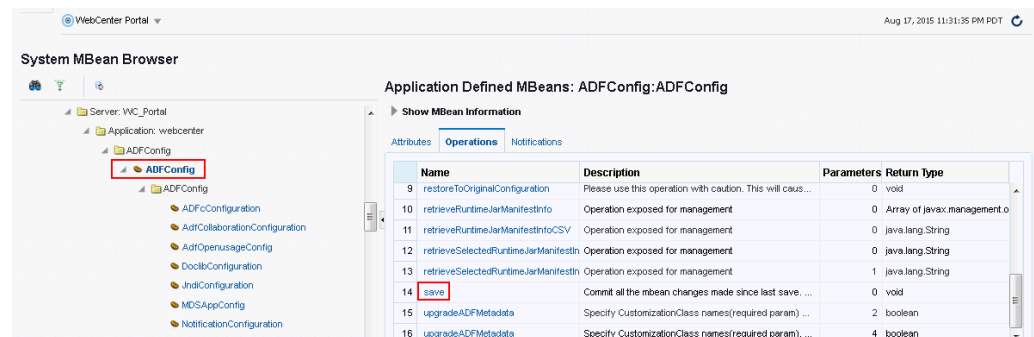 WebCenter Portal
Aug 17, 2015 11:31:35 PM PDT
System MBean Browser
Server: WC_Portal
Application: webcenter
ADFConfig
ADFConfig
ADFConfig
ADFcConfiguration
AdfCollaborationConfiguration
AdfOpenusageConfig
DoclibConfiguration
JndiConfiguration
MDSAppConfig
NotificationConfiguration
Application Defined MBeans: ADFConfig:ADFConfig
Show MBean Information
Attributes Operations Notifications
Name Description Parameters Return Type
9 restoreToOriginalConfiguration Please use this operation with caution. This will caus... 0 void
10 retrieveRuntimeJarManifestInfo Operation exposed for management 0 Array of javax.management.o
11 retrieveRuntimeJarManifestInfoCSV Operation exposed for management 0 java.lang.String
12 retrieveSelectedRuntimeJarManifestIn Operation exposed for management 0 java.lang.String
13 retrieveSelectedRuntimeJarManifestIn Operation exposed for management 1 java.lang.String
14 save Commit all the mbean changes made since last save. ... 0 void
15 upgradeADFMetadata Specify CustomizationClass names(required param) ... 2 boolean
16 upgradeADFMetadata Specify CustomizationClass names(required param), ... 4 boolean